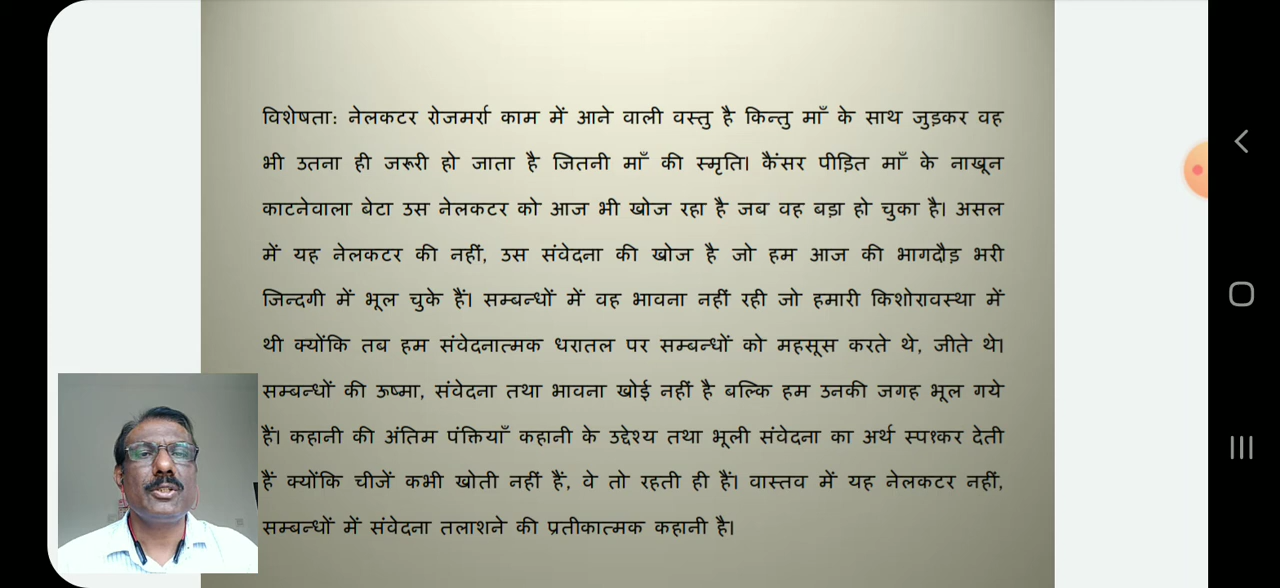 विशेषता: नेलकटर रोजमर्रा काम में आने वाली वस्तु है किन्तु माँ के साथ जुड़कर वह
भी उतना ही जरूरी हो जाता है जितनी माँ की स्मृति। कैंसर पीड़ित माँ के नाखून
काटनेवाला बेटा उस नेलकटर को आज भी खोज रहा है जब वह बड़ा हो चुका है। असल
में यह नेलकटर की नहीं, उस संवेदना की खोज है जो हम आज की भागदौड़ भरी
जिन्दगी में भूल चुके हैं। सम्बन्धों में वह भावना नहीं रही जो हमारी किशोरावस्था में
थी क्योंकि तब हम संवेदनात्मक धरातल पर सम्बन्धों को महसूस करते थे, जीते थे।
सम्बन्धों की ऊष्मा, संवेदना तथा भावना खोई नहीं है बल्कि हम उनकी जगह भूल गये
हैं। कहानी की अंतिम पंक्तियाँ कहानी के उद्देश्य तथा भूली संवेदना का अर्थ स्पःकर देती
हैं क्योंकि चीजें कभी खोती नहीं हैं, वे तो रहती ही हैं। वास्तव में यह नेलकटर नहीं,
सम्बन्धों में संवेदना तलाशने की प्रतीकात्मक कहानी है।